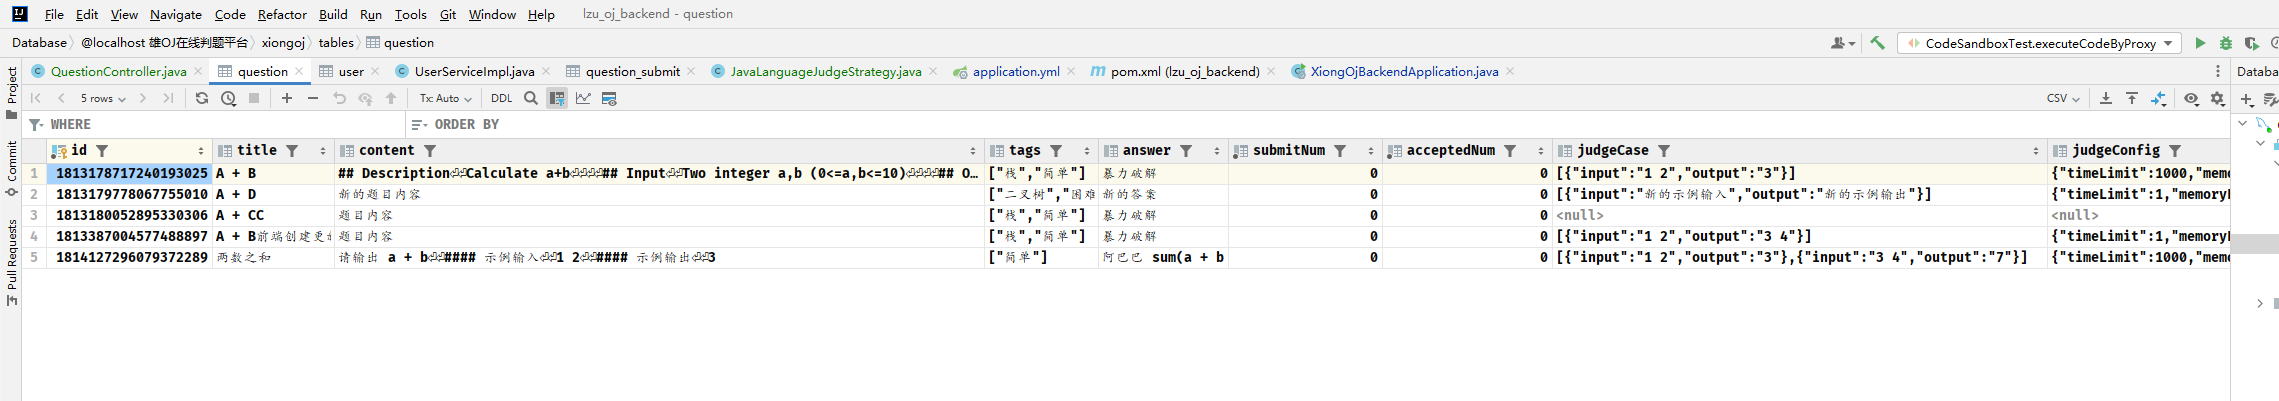 File Edit View Navigate Code Refactor Build Run Tools Git Window Help lzu_oj_backend - question
Database @localhost 雄OJ在线判题平台 xiongoj tables question CodeSandboxTest.executeCodeByProxy
QuestionController.java question user UserServiceImpl.java question_submit JavaLanguageJudgeStrategy.java application.yml pom.xml (lzu_oj_backend) XiongOjBackendApplication.java Databa
5 rows Tx: Auto DDL CSV
WHERE ORDER BY
id title content tags answer submitNum acceptedNum judgeCase judgeConfig
1 1813178717240193025 A + B ## Description⏎⏎Calculate a+b⏎⏎⏎⏎## Input⏎⏎Two integer a,b (0<=a,b<=10)⏎⏎⏎⏎## O… ["栈","简单"] 暴力破解 0 0 [{"input":"1 2","output":"3"}] {"timeLimit":1000,"memo
2 1813179778067755010 A + D 新的题目内容 ["二叉树","困难 新的答案 0 0 [{"input":"新的示例输入","output":"新的示例输出"}] {"timeLimit":1,"memoryL
3 1813180052895330306 A + CC 题目内容 ["栈","简单"] 暴力破解 0 0 <null> <null>
4 1813387004577488897 A + B前端创建更 题目内容 ["栈","简单"] 暴力破解 0 0 [{"input":"1 2","output":"3 4"}] {"timeLimit":1,"memoryL
5 1814127296079372289 两数之和 请输出 a + b⏎⏎#### 示例输入⏎⏎1 2⏎⏎#### 示例输出⏎⏎3 ["简单"] 阿巴巴 sum(a + b 0 0 [{"input":"1 2","output":"3"},{"input":"3 4","output":"7"}] {"timeLimit":1000,"memo
Project
Commit
Pull Requests